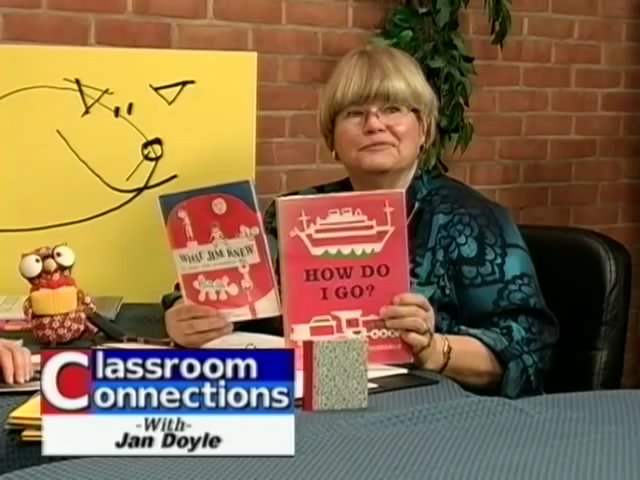 WHAT JIM KNEW
HOW DO
I GO?
Classroom
Connections
-With-
Jan Doyle